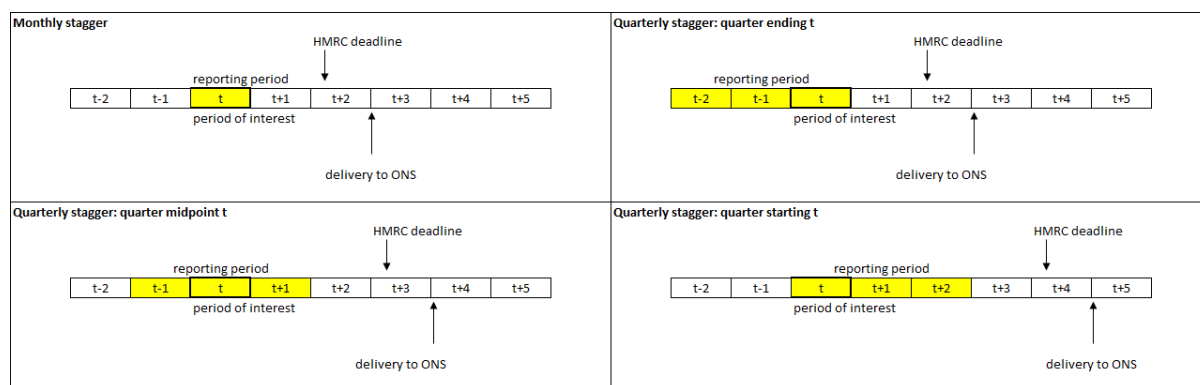 Monthly stagger
HMRC deadline
reporting period
t-2 t-1 t t+1 t+2 t+3 t+4 t+5
period of interest
delivery to ONS
Quarterly stagger: quarter ending t
HMRC deadline
reporting period
t-2 t-1 t t+1 t+2 t+3 t+4 t+5
period of interest
delivery to ONS
Quarterly stagger: quarter midpoint t
HMRC deadline
reporting period
t-2 t-1 t t+1 t+2 t+3 t+4 t+5
period of interest
delivery to ONS
Quarterly stagger: quarter starting t
HMRC deadline
reporting period
t-2 t-1 t t+1 t+2 t+3 t+4 t+5
period of interest
delivery to ONS